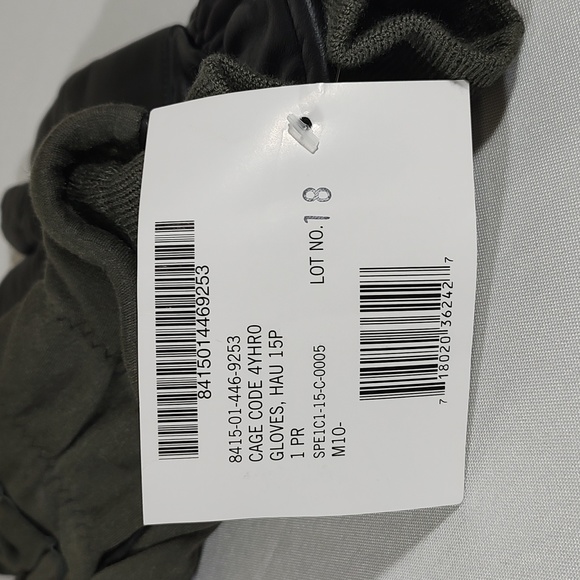 8415014469253
8415-01-446-9253
CAGE CODE 4YHR0
GLOVES, HAU 15P
1 PR
SPE1C1-15-C-0005
M10-
LOT NO. 18
7 18020 36242 7